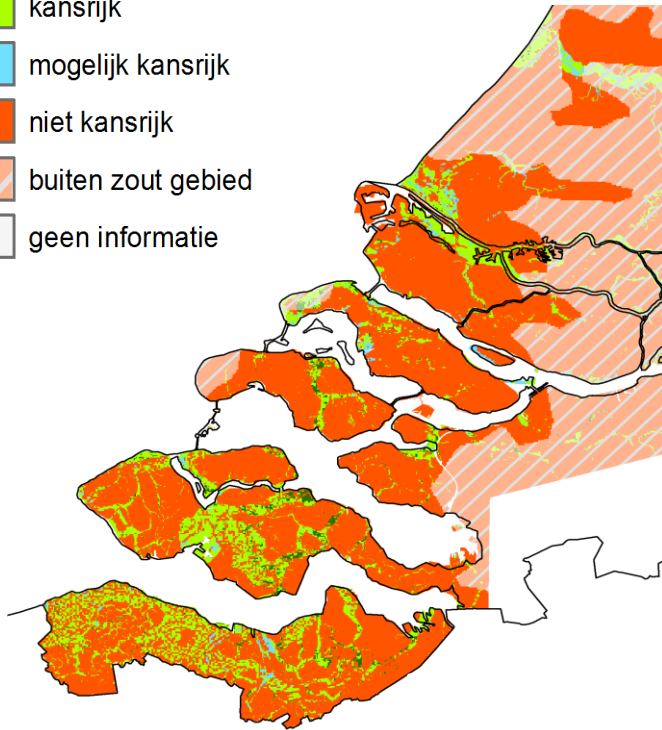 kansrijk
mogelijk kansrijk
niet kansrijk
buiten zout gebied
geen informatie